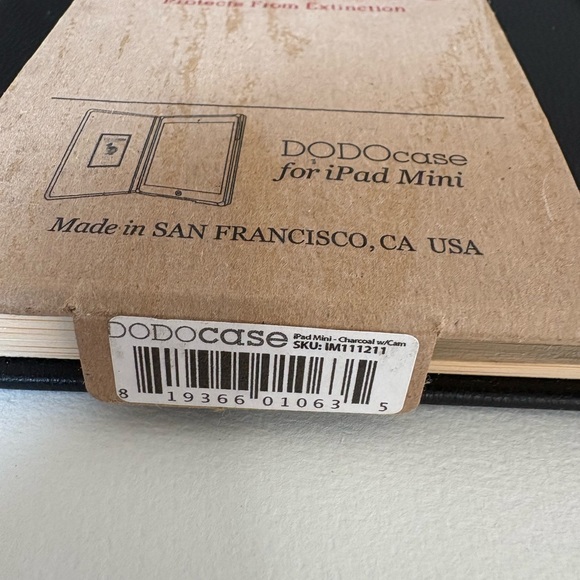 Protects From Extinction
DODOcase
for iPad Mini
Made in SAN FRANCISCO, CA USA
DODOcase
iPad Mini - Charcoal w/Cam
SKU: IM111211
8 19366 01063 5